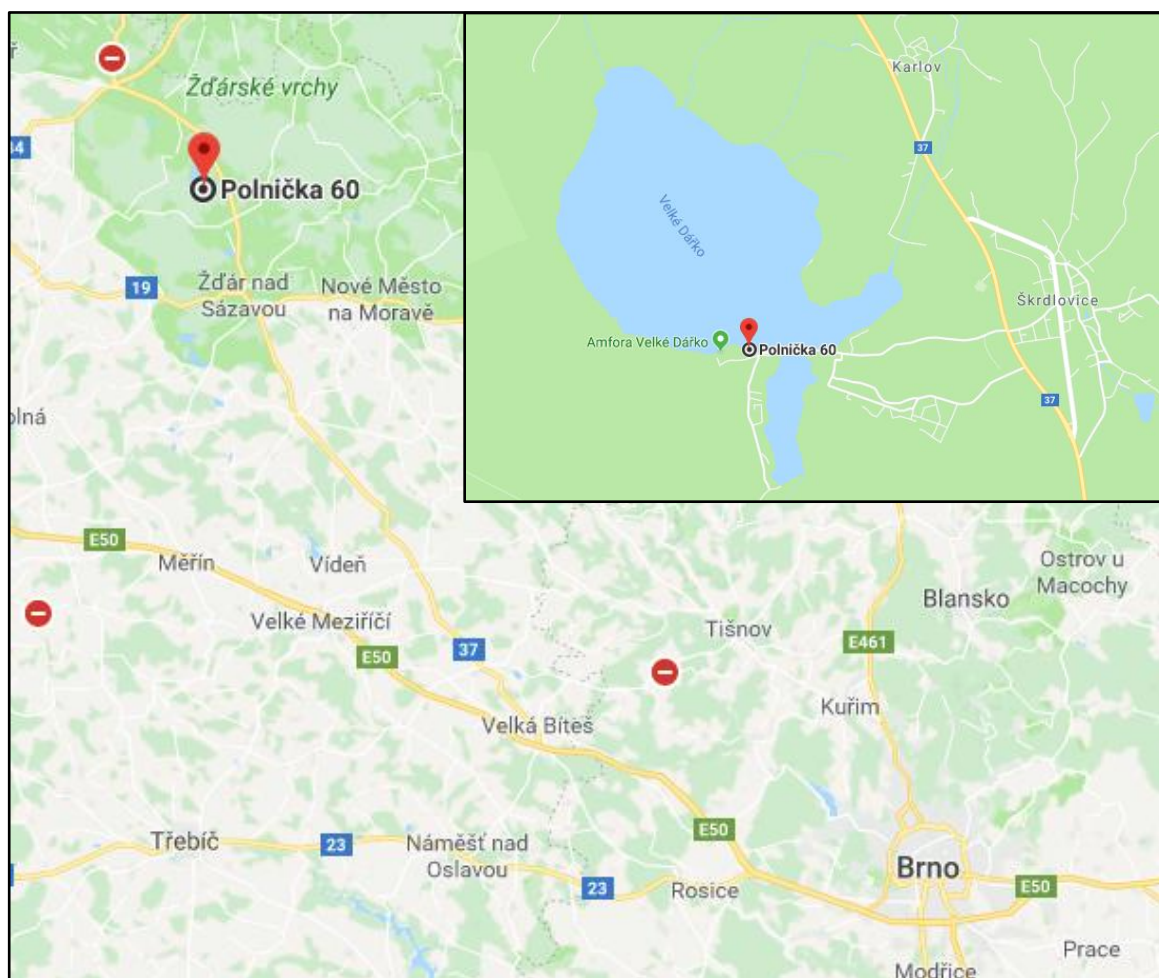 ř
Žďárské vrchy
34
Polnička 60
19
Žďár nad
Sázavou
Nové Město
na Moravě
olná
E50
Měřín
Vídeň
Velké Meziříčí
E50
37
Velká Bíteš
Tišnov
E461
Blansko
Ostrov u
Macochy
Kuřim
Třebíč
23
Náměšť nad
Oslavou
23
Rosice
E50
Brno
E50
Prace
Modřice
Karlov
37
Velké Dářko
Škrdlovice
Amfora Velké Dářko
Polnička 60
37